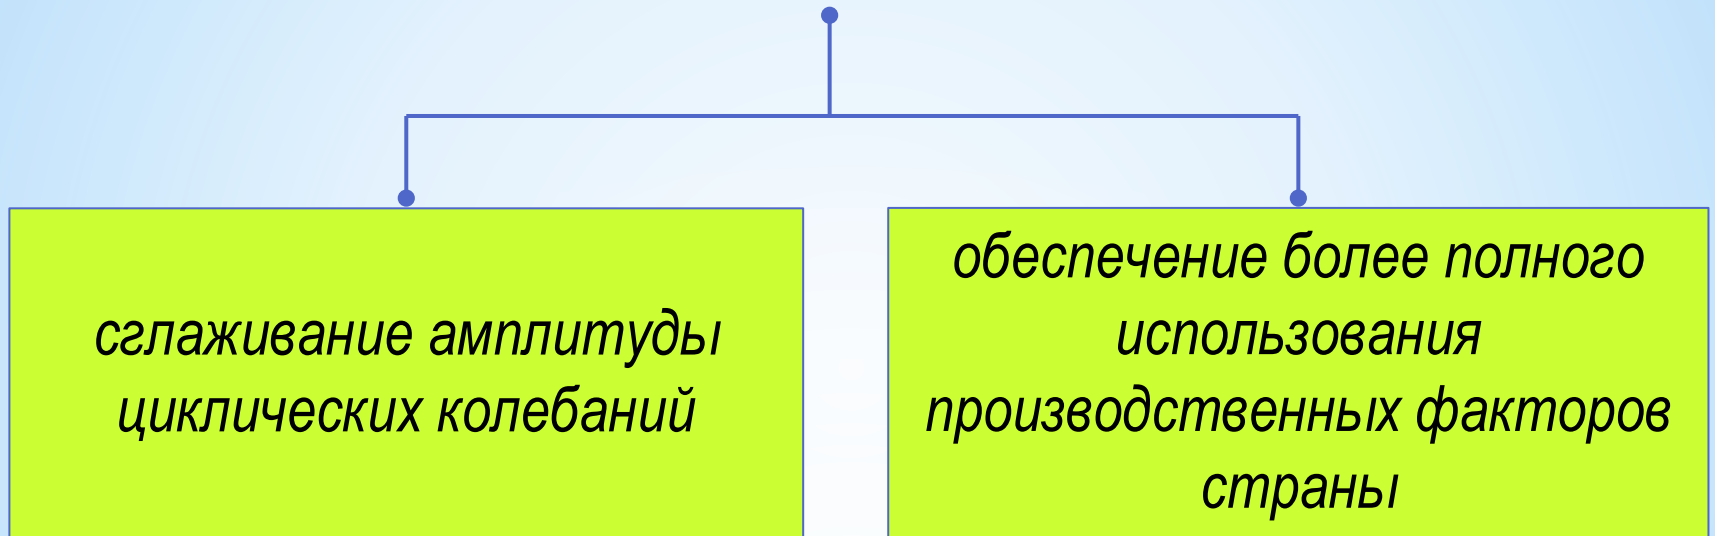 сглаживание амплитуды
циклических колебаний
обеспечение более полного
использования
производственных факторов
страны